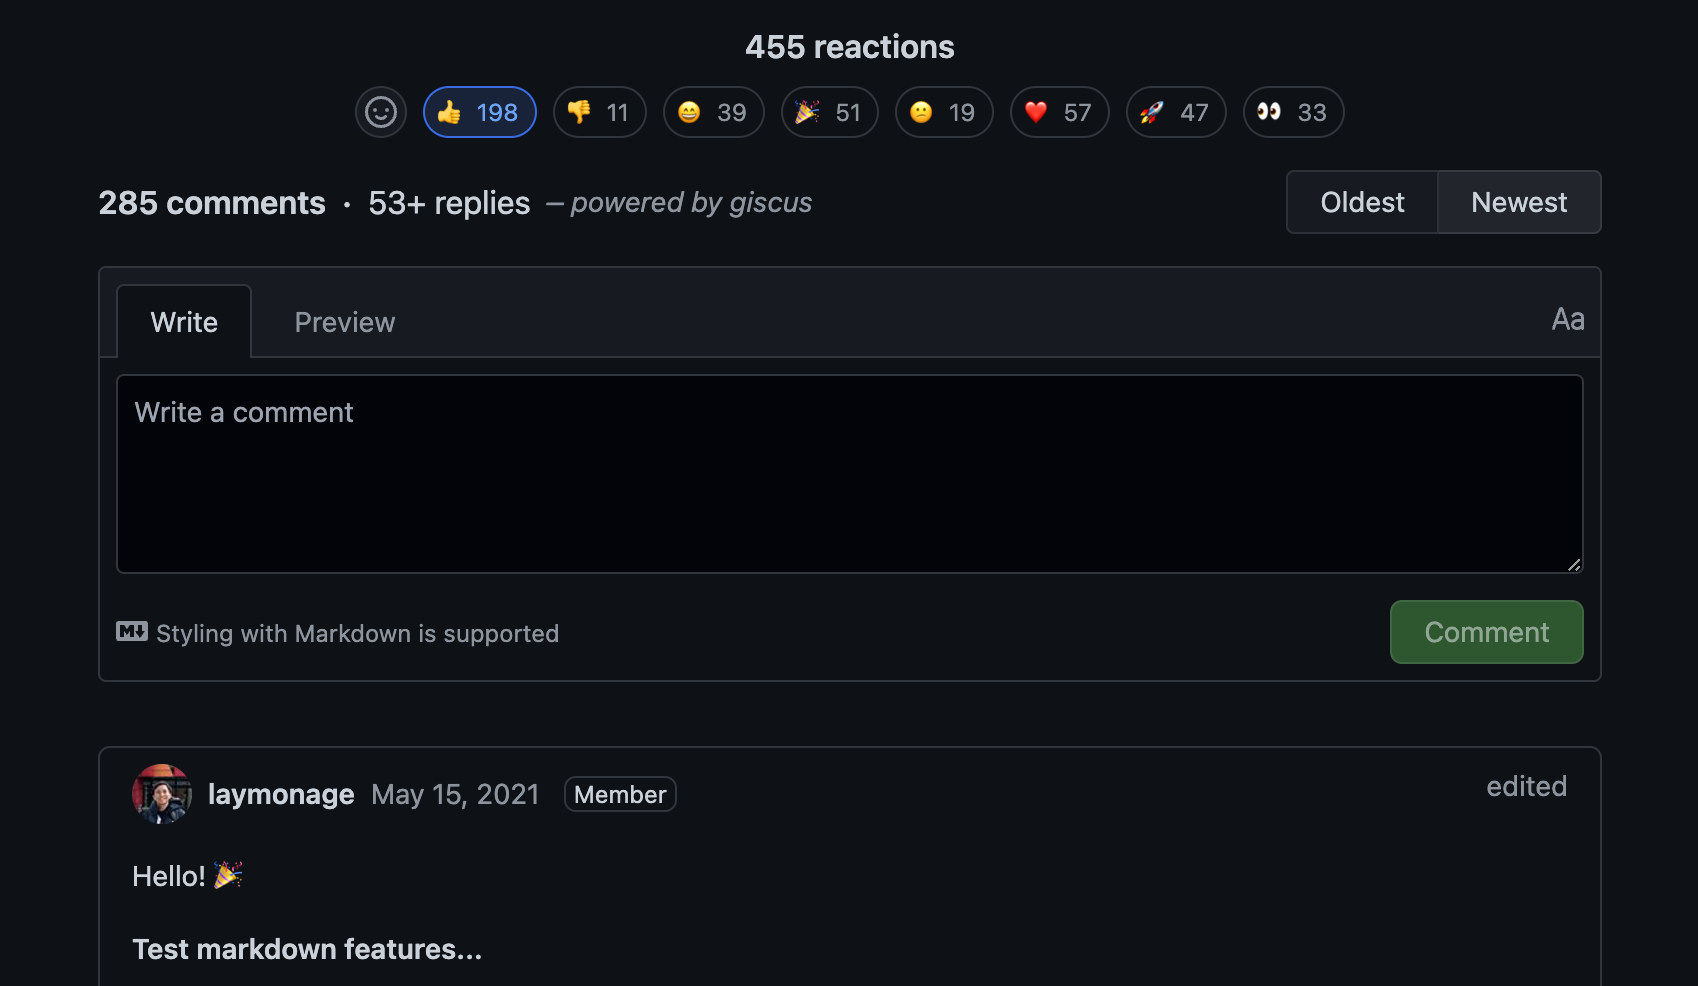 455 reactions
👍 198 👎 11 😄 39 🎉 51 😕 19 ❤️ 57 🚀 47 👀 33
285 comments · 53+ replies – powered by giscus
Oldest Newest
Write Preview Aa
Write a comment
M↓ Styling with Markdown is supported
Comment
laymonage May 15, 2021 Member edited
Hello! 🎉
Test markdown features...